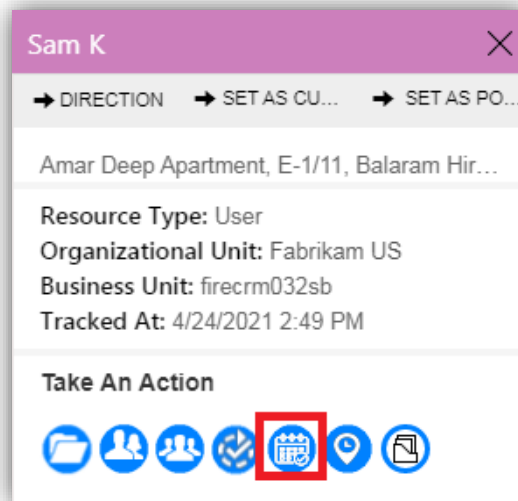 Sam K
DIRECTION SET AS CU... SET AS PO...
Amar Deep Apartment, E-1/11, Balaram Hir...
Resource Type: User
Organizational Unit: Fabrikam US
Business Unit: firecrm032sb
Tracked At: 4/24/2021 2:49 PM
Take An Action